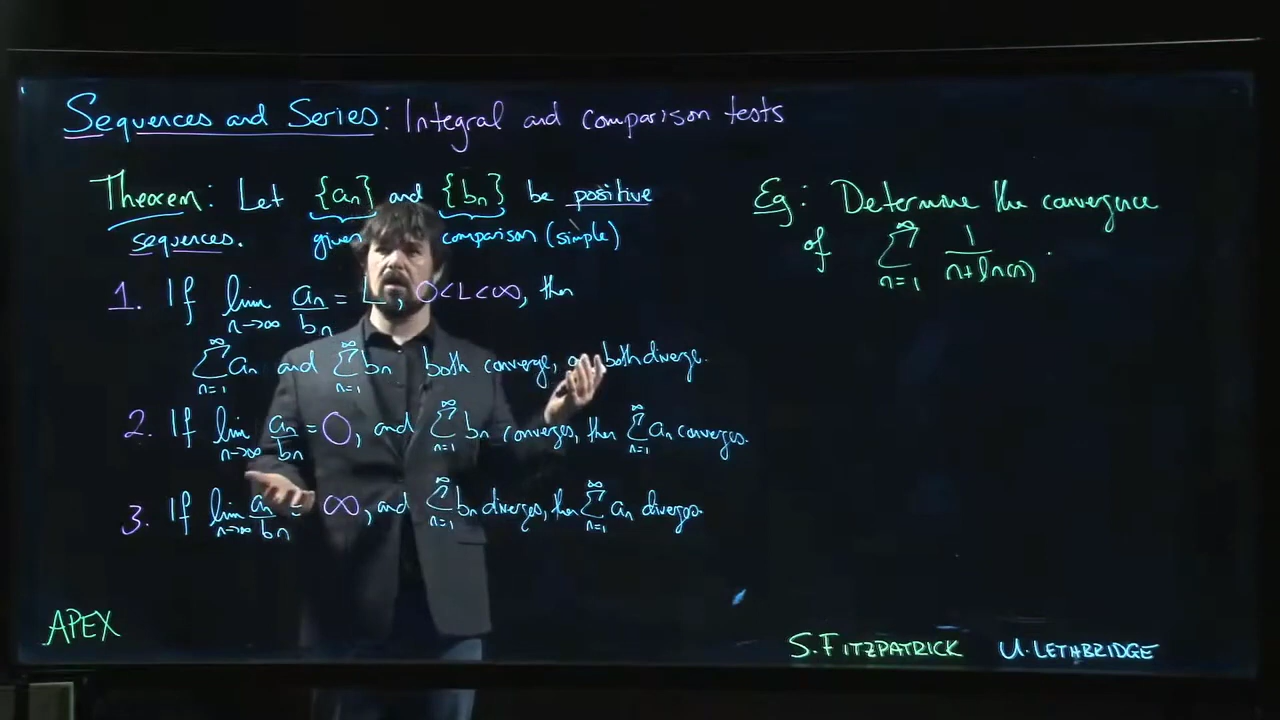 Sequences and Series: Integral and comparison tests
Theorem: Let {aₙ} and {bₙ} be positive
sequences. given comparison (simple)
1. If lim n→∞ aₙ/bₙ = L, 0<L<∞, then
∞ Σ n=1 aₙ and ∞ Σ n=1 bₙ both converge, or both diverge.
2. If lim n→∞ aₙ/bₙ = 0, and ∞ Σ n=1 bₙ converges, then ∞ Σ n=1 aₙ converges.
3. If lim n→∞ aₙ/bₙ = ∞, and ∞ Σ n=1 bₙ diverges, then ∞ Σ n=1 aₙ diverges.
Eg: Determine the convergence
of ∞ Σ n=1 1/(n+ln(n)).
APEX
S. FITZPATRICK U. LETHBRIDGE